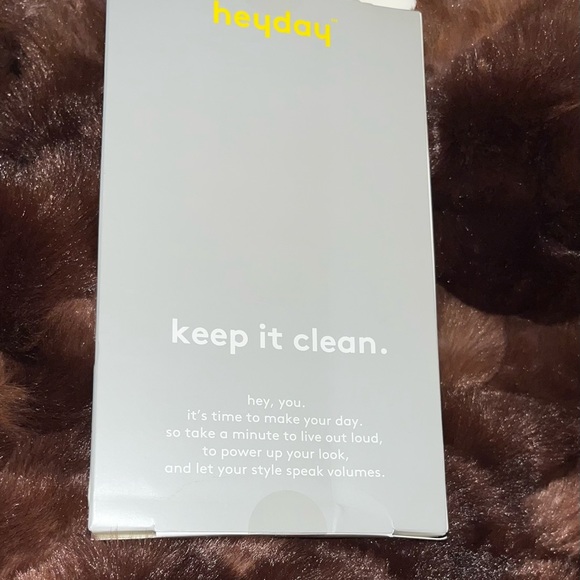 heyday
keep it clean.
hey, you.
it's time to make your day.
so take a minute to live out loud,
to power up your look,
and let your style speak volumes.